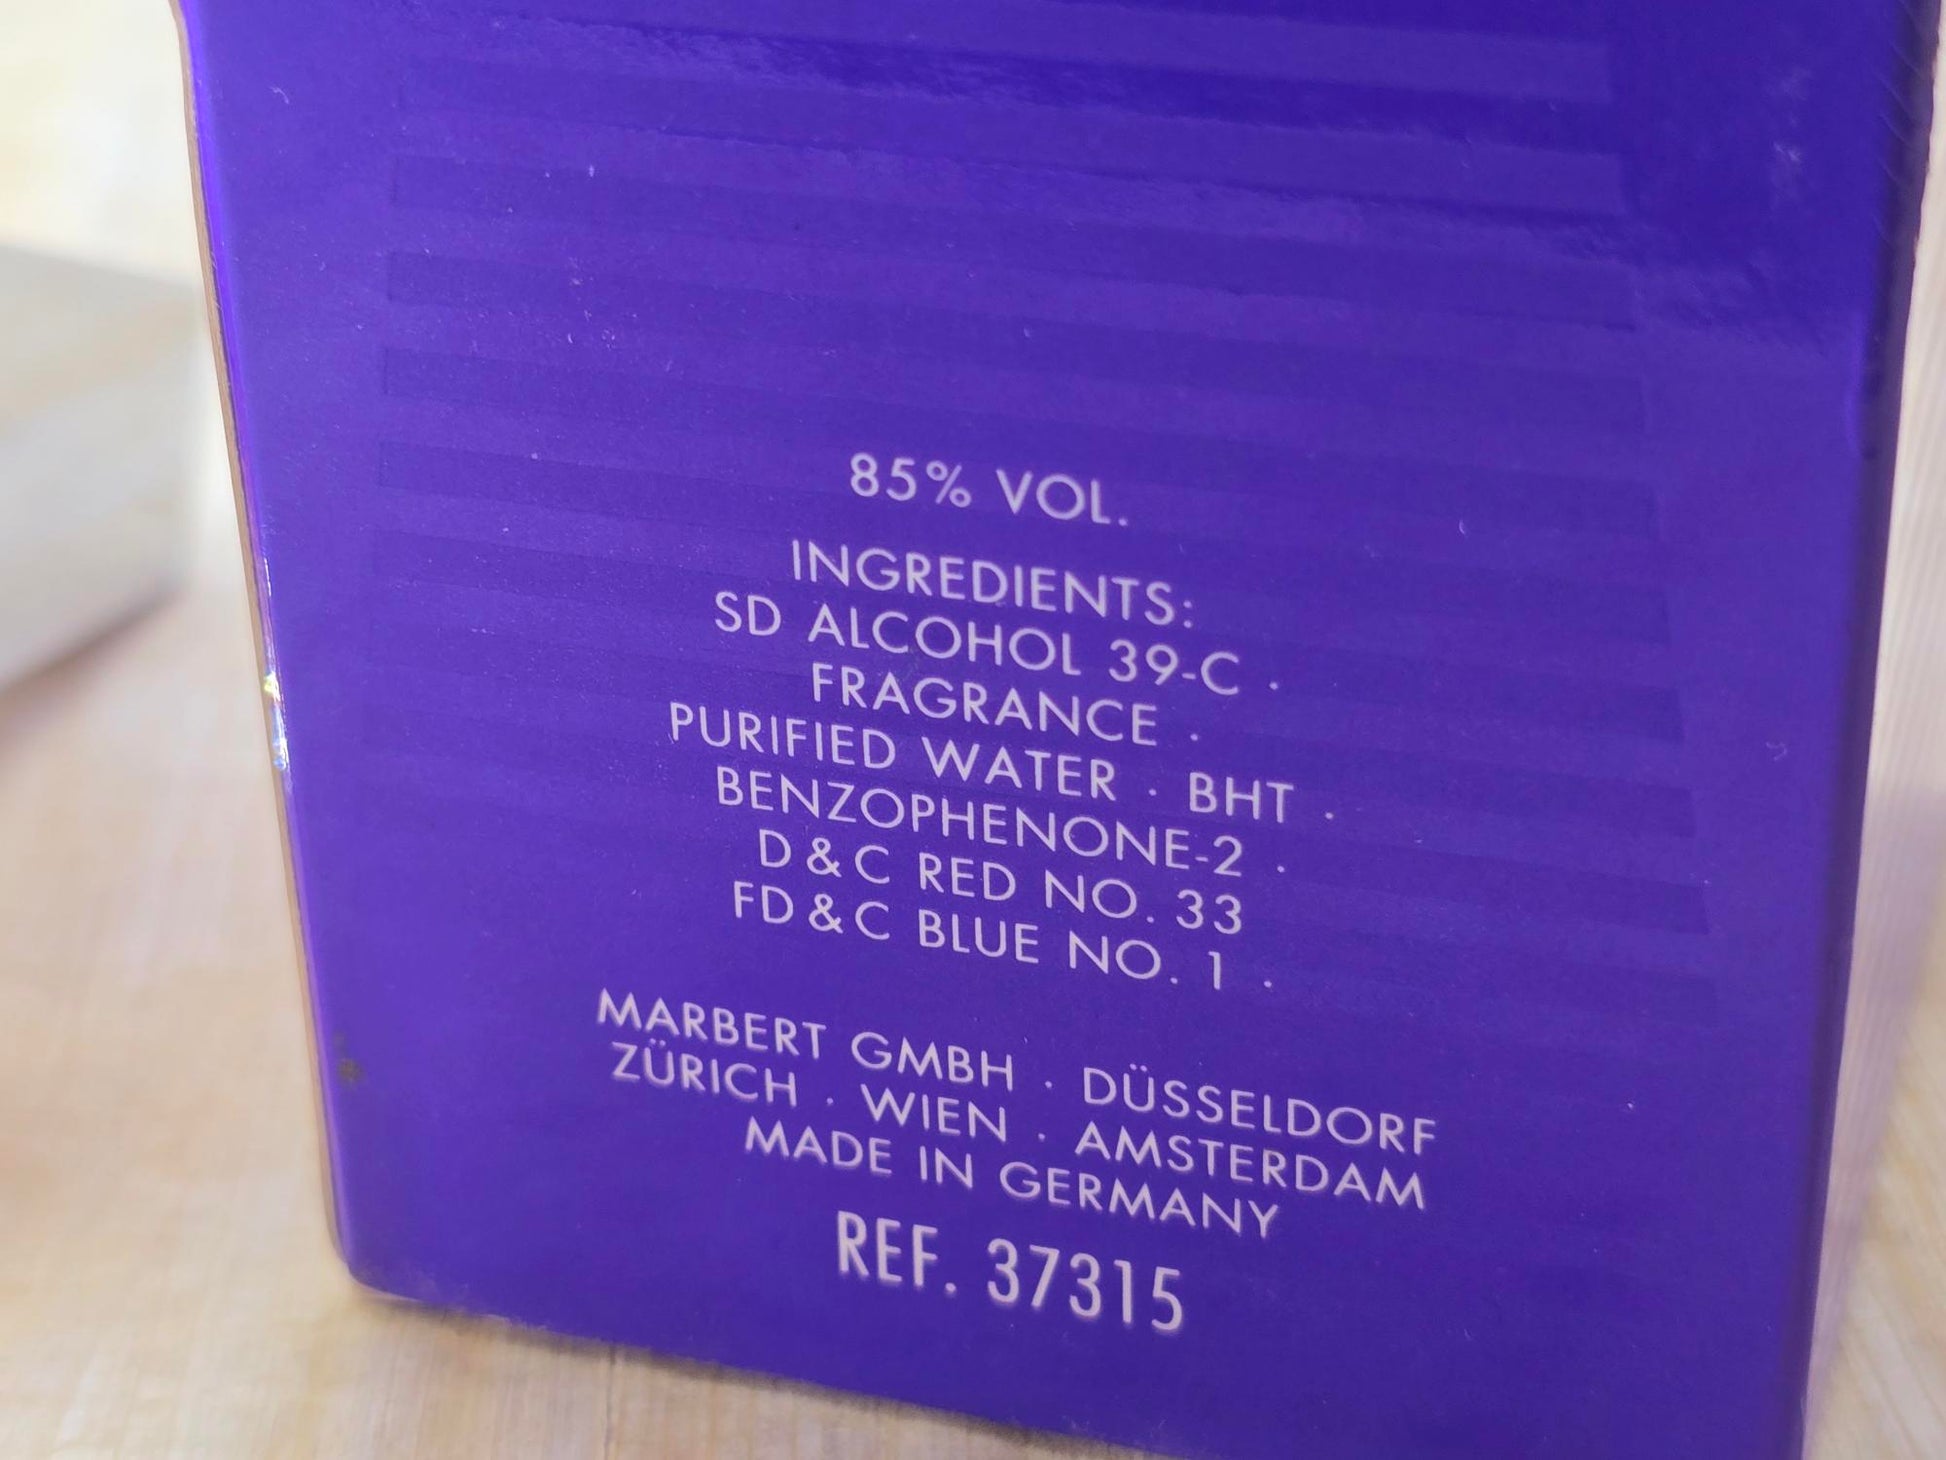 85% VOL.
INGREDIENTS:
SD ALCOHOL 39-C ·
FRAGRANCE ·
PURIFIED WATER · BHT ·
BENZOPHENONE-2 ·
D & C RED NO. 33
FD & C BLUE NO. 1 ·
MARBERT GMBH · DÜSSELDORF
ZÜRICH · WIEN · AMSTERDAM
MADE IN GERMANY
REF. 37315